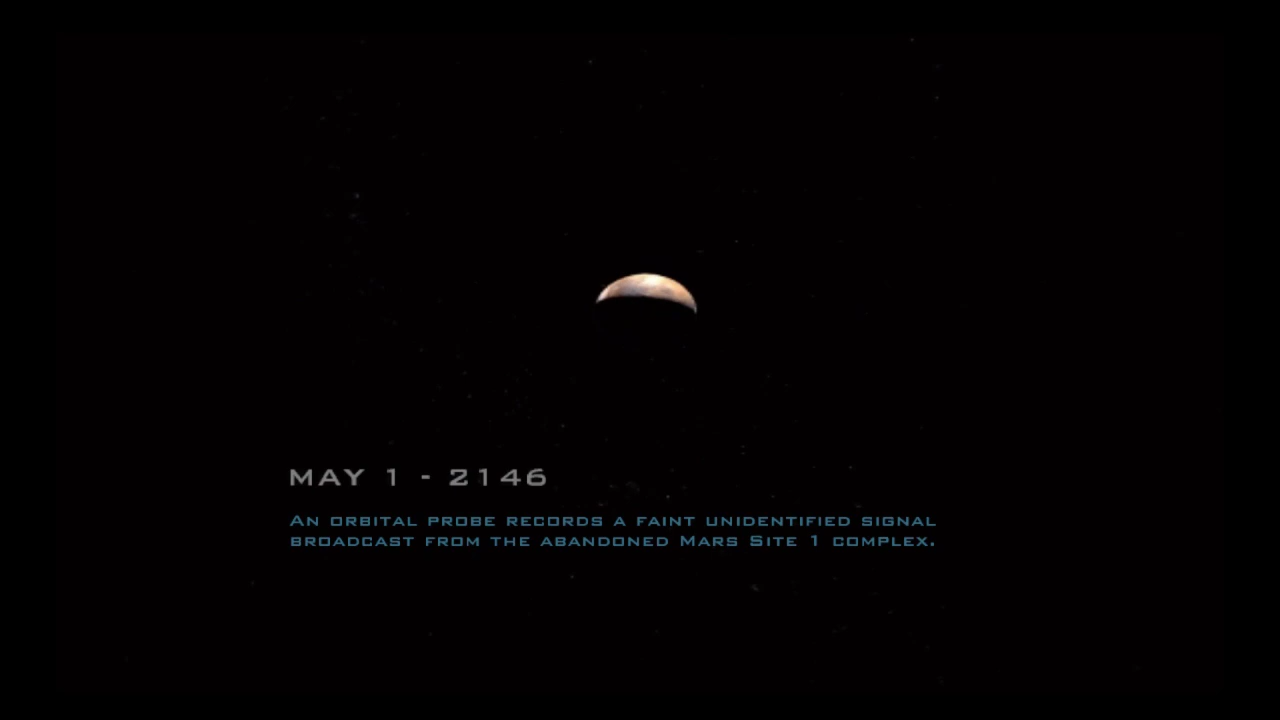 MAY 1 - 2146
An orbital probe records a faint unidentified signal
broadcast from the abandoned Mars Site 1 complex.